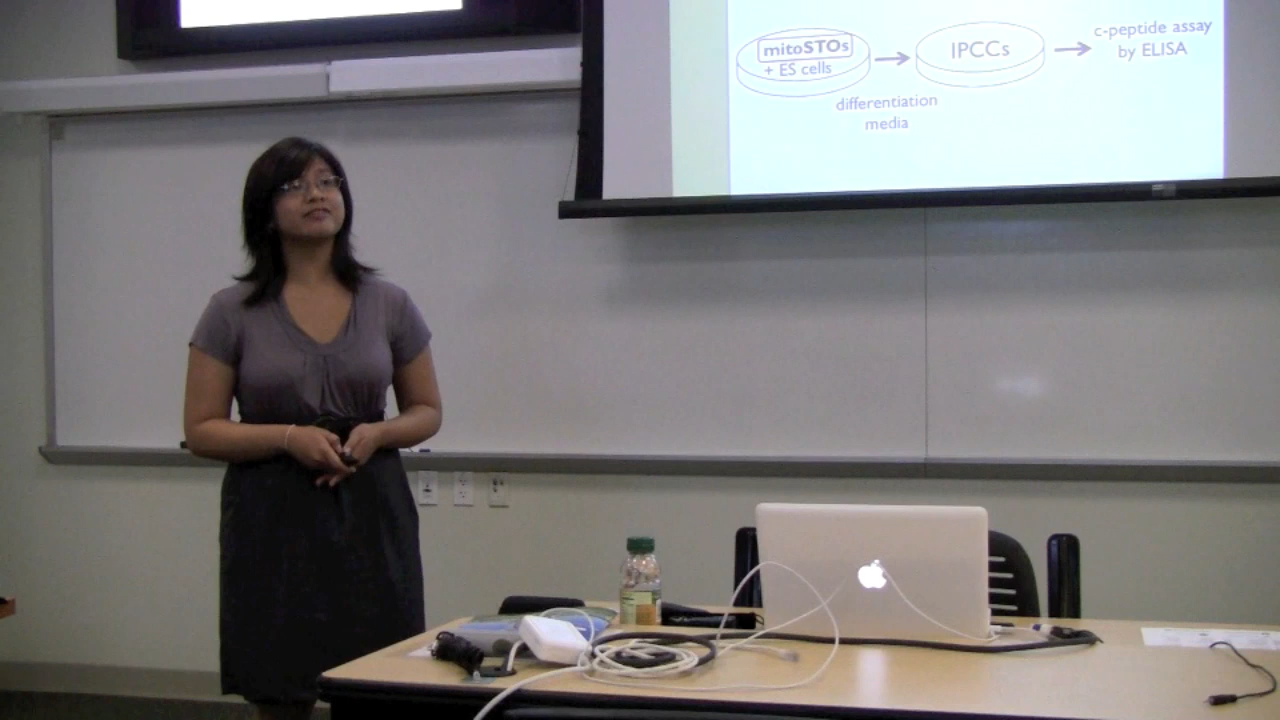 mitoSTOs
+ ES cells
IPCCs
c-peptide assay
by ELISA
differentiation
media